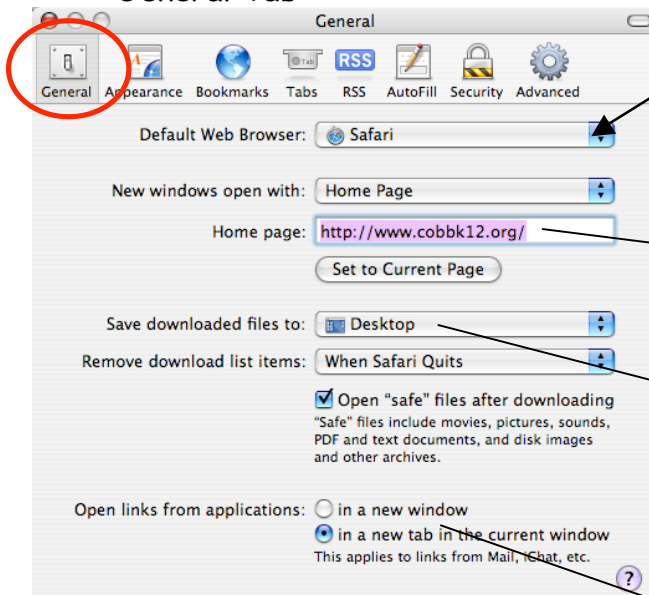 General Tab
General
Tab RSS
General Appearance Bookmarks Tabs RSS AutoFill Security Advanced
Default Web Browser: Safari
New windows open with: Home Page
Home page: http://www.cobbk12.org/
Set to Current Page
Save downloaded files to: Desktop
Remove download list items: When Safari Quits
Open “safe” files after downloading
“Safe” files include movies, pictures, sounds,
PDF and text documents, and disk images
and other archives.
Open links from applications: in a new window
in a new tab in the current window
This applies to links from Mail, iChat, etc.
?